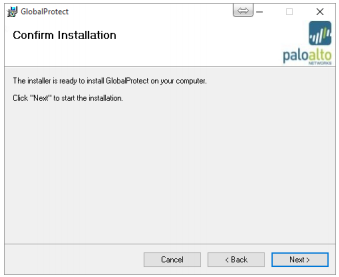 GlobalProtect
Confirm Installation
paloalto
NETWORKS
The installer is ready to install GlobalProtect on your computer.
Click "Next" to start the installation.
Cancel
< Back
Next >